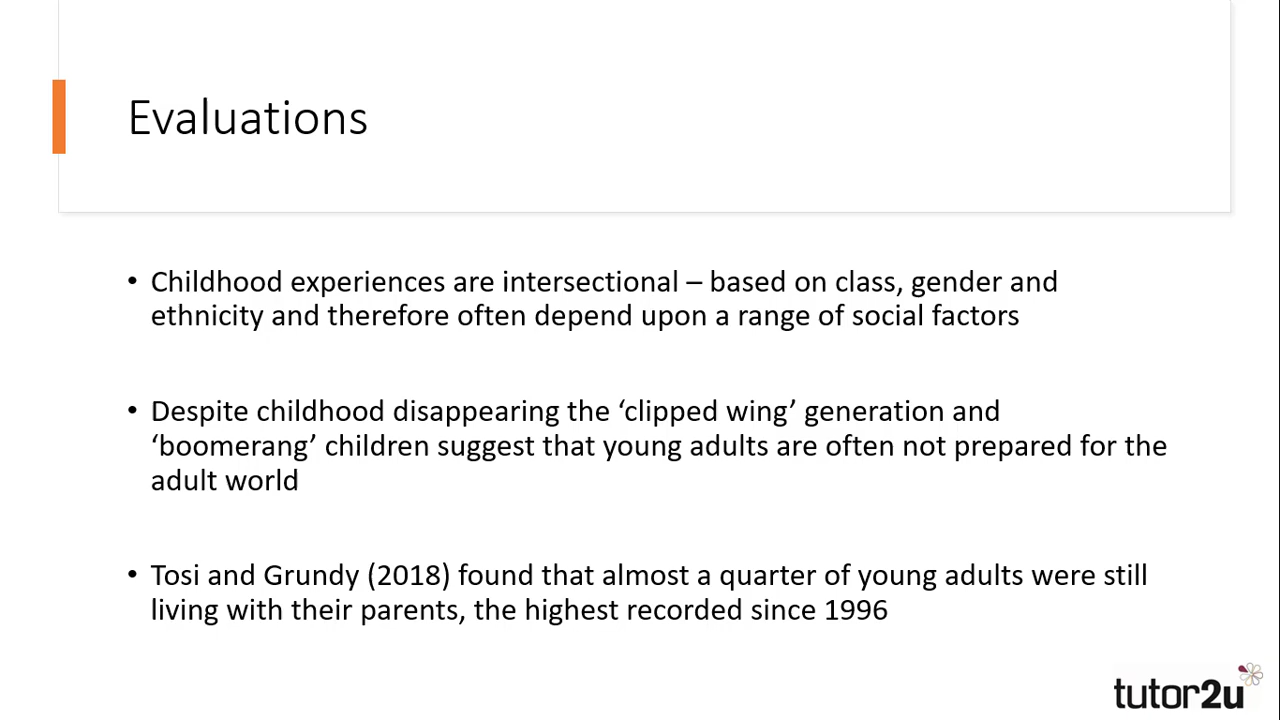 Evaluations
• Childhood experiences are intersectional – based on class, gender and
ethnicity and therefore often depend upon a range of social factors
• Despite childhood disappearing the ‘clipped wing’ generation and
‘boomerang’ children suggest that young adults are often not prepared for the
adult world
• Tosi and Grundy (2018) found that almost a quarter of young adults were still
living with their parents, the highest recorded since 1996
tutor2u